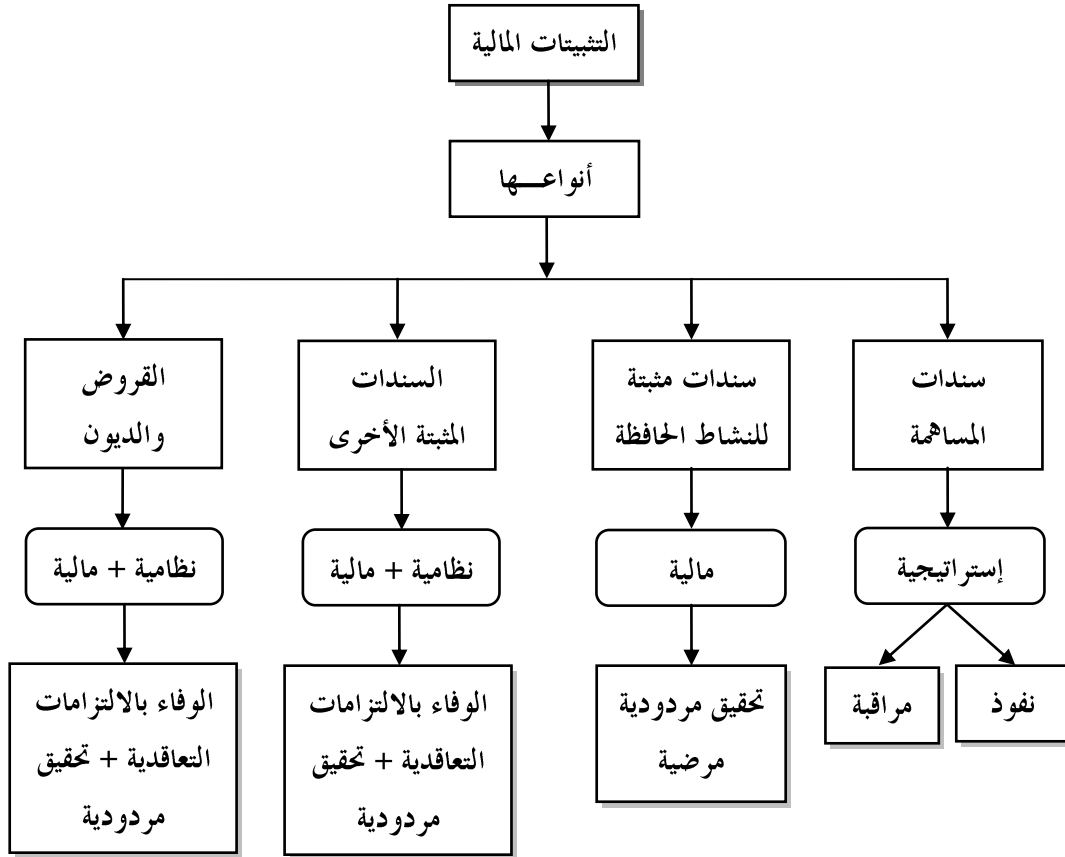 التثبيتات المالية
أنواعـــها
سندات
المساهمة
سندات مثبتة
للنشاط الحافظة
السندات
المثبتة الأخرى
القروض
والديون
إستراتيجية
مالية
نظامية + مالية
نظامية + مالية
نفوذ
مراقبة
تحقيق مردودية
مرضية
الوفاء بالالتزامات
التعاقدية + تحقيق
مردودية
الوفاء بالالتزامات
التعاقدية + تحقيق
مردودية